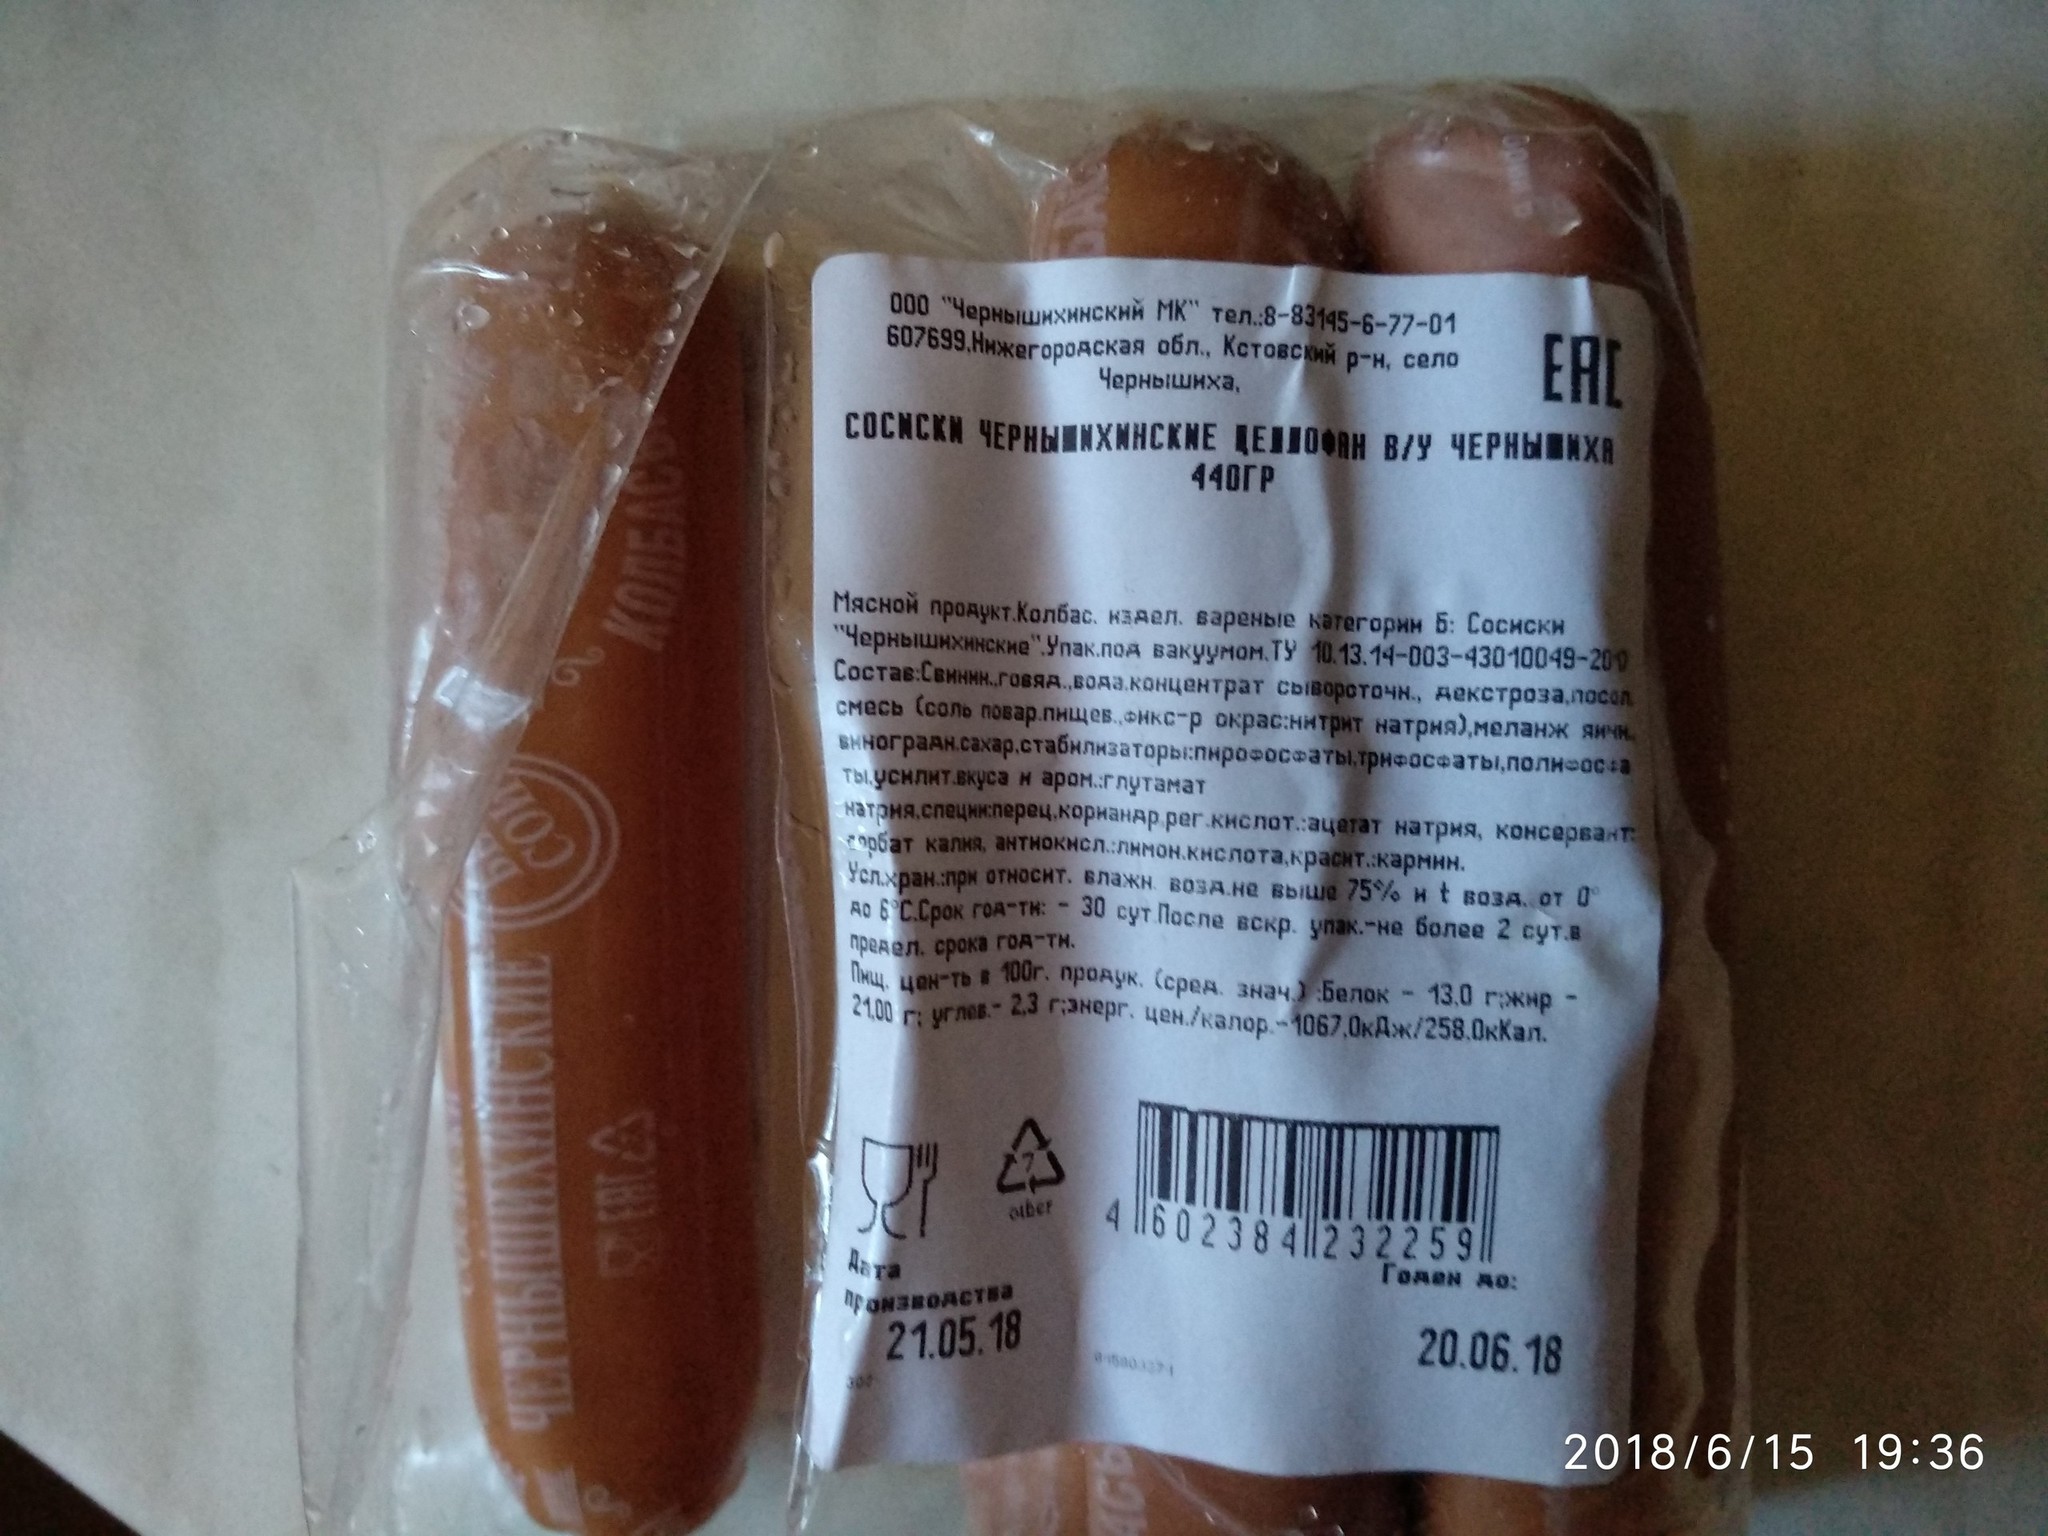 ООО "Чернышихинский МК" тел.:8-83145-6-77-01
607699,Нижегородская обл., Кстовский р-н, село
Чернышиха,
ЕАС
СОСИСКИ ЧЕРНЫШИХИНСКИЕ ЦЕЛЛОФАН В/У ЧЕРНЫШИХА
440ГР
Мясной продукт.Колбас. издел. вареные категории Б: Сосиски
"Чернышихинские".Упак.под вакуумом.ТУ 10.13.14-003-43010049-2017
Состав:Свинин.,говяд.,вода,концентрат сывороточн., декстроза,посол.
смесь (соль повар.пищев.,фикс-р окрас:нитрит натрия),меланж яичн.,
виноградн.сахар,стабилизаторы:пирофосфаты,трифосфаты,полифосфа
ты,усилит.вкуса и аром.:глутамат
натрия,специи:перец,кориандр,рег.кислот.:ацетат натрия, консервант:
сорбат калия, антиокисл.:лимон.кислота,красит.:кармин.
Усл.хран.:при относит. влажн. возд.не выше 75% и t возд. от 0°
до 6°С.Срок год-ти: - 30 сут.После вскр. упак.-не более 2 сут.в
предел. срока год-ти.
Пищ. цен-ть в 100г. продук. (сред. знач.) :Белок - 13,0 г;жир -
21,00 г; углев.- 2,3 г;энерг. цен./калор.-1067,0кДж/258.0кКал.
7
other
4 602384 232259
Дата
производства
21.05.18
Годен до:
20.06.18
ЧЕРНЫШИХИНСКИЕ
КОЛБАСЫ
ЕАС
2018/6/15 19:36